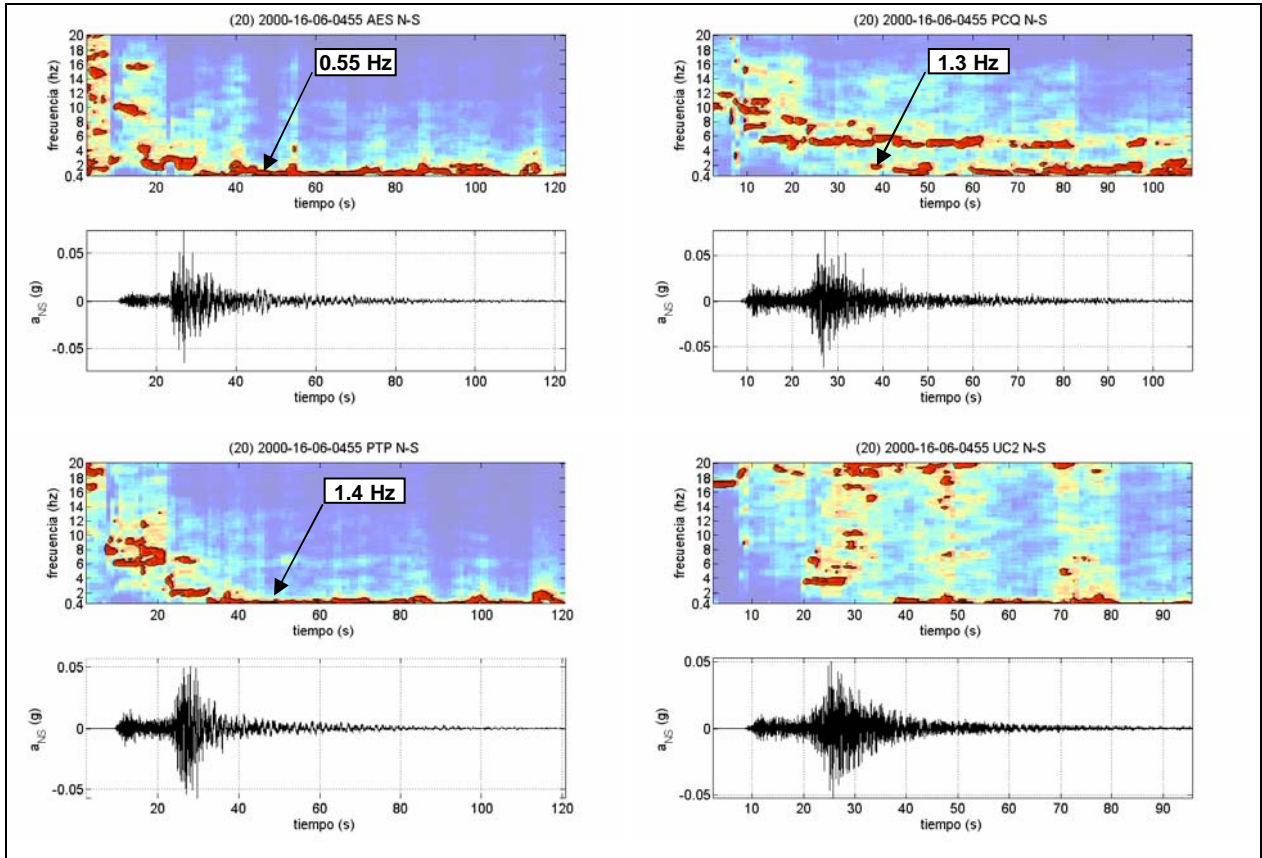 (20) 2000-16-06-0455 AES N-S
frecuencia (hz)
20
18
16
14
12
10
8
6
4
2
0.4
0.55 Hz
20 40 60 80 100 120
tiempo (s)
a_NS (g)
0.05
0
-0.05
20 40 60 80 100 120
tiempo (s)
(20) 2000-16-06-0455 PCQ N-S
frecuencia (hz)
20
18
16
14
12
10
8
6
4
2
0.4
1.3 Hz
10 20 30 40 50 60 70 80 90 100
tiempo (s)
a_NS (g)
0.05
0
-0.05
10 20 30 40 50 60 70 80 90 100
tiempo (s)
(20) 2000-16-06-0455 PTP N-S
frecuencia (hz)
20
18
16
14
12
10
8
6
4
2
0.4
1.4 Hz
20 40 60 80 100 120
tiempo (s)
a_NS (g)
0.05
0
-0.05
20 40 60 80 100 120
tiempo (s)
(20) 2000-16-06-0455 UC2 N-S
frecuencia (hz)
20
18
16
14
12
10
8
6
4
2
0.4
10 20 30 40 50 60 70 80 90
tiempo (s)
a_NS (g)
0.05
0
-0.05
10 20 30 40 50 60 70 80 90
tiempo (s)